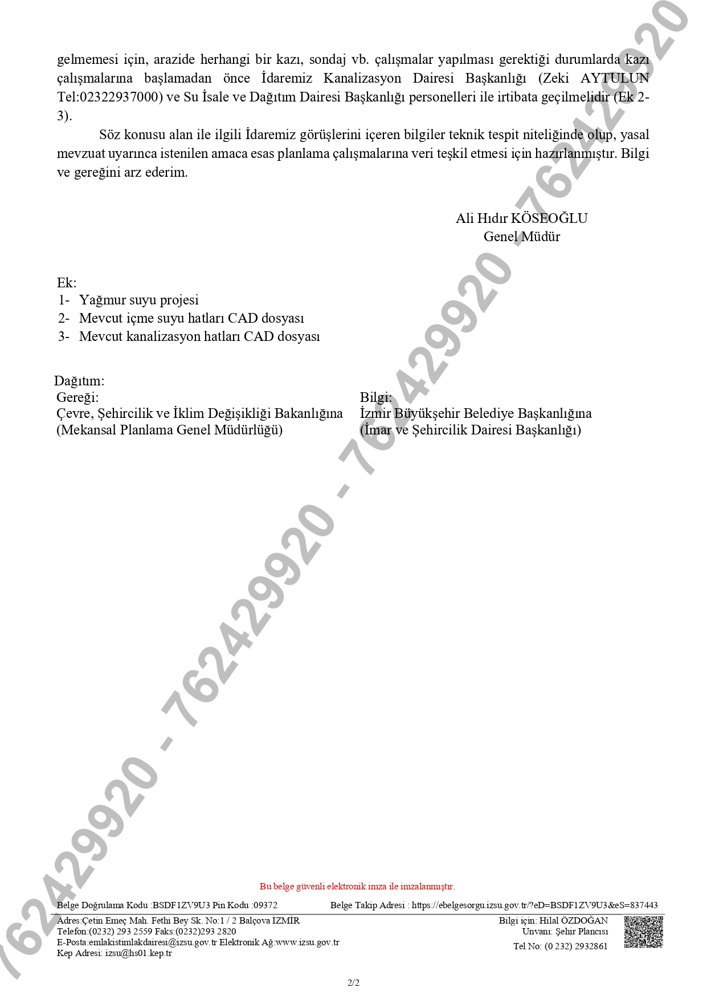 gelmemesi için, arazide herhangi bir kazı, sondaj vb. çalışmalar yapılması gerektiği durumlarda kazı
çalışmalarına başlamadan önce İdaremiz Kanalizasyon Dairesi Başkanlığı (Zeki AYTULUN
Tel:02322937000) ve Su İsale ve Dağıtım Dairesi Başkanlığı personelleri ile irtibata geçilmelidir (Ek 2-
3).
Söz konusu alan ile ilgili İdaremiz görüşlerini içeren bilgiler teknik tespit niteliğinde olup, yasal
mevzuat uyarınca istenilen amaca esas planlama çalışmalarına veri teşkil etmesi için hazırlanmıştır. Bilgi
ve gereğini arz ederim.
Ali Hıdır KÖSEOĞLU
Genel Müdür
Ek:
1- Yağmur suyu projesi
2- Mevcut içme suyu hatları CAD dosyası
3- Mevcut kanalizasyon hatları CAD dosyası
Dağıtım:
Gereği: Bilgi:
Çevre, Şehircilik ve İklim Değişikliği Bakanlığına İzmir Büyükşehir Belediye Başkanlığına
(Mekansal Planlama Genel Müdürlüğü) (İmar ve Şehircilik Dairesi Başkanlığı)
762429920 - 762429920 - 762429920 - 762429920
Bu belge güvenli elektronik imza ile imzalanmıştır.
Belge Doğrulama Kodu :BSDF1ZV9U3 Pin Kodu :09372 Belge Takip Adresi : https://ebelgesorgu.izsu.gov.tr/?eD=BSDF1ZV9U3&eS=837443
Adres:Çetin Emeç Mah. Fethi Bey Sk. No:1 / 2 Balçova İZMİR Bilgi için: Hilal ÖZDOĞAN
Telefon:(0232) 293 2559 Faks:(0232)293 2820 Unvanı: Şehir Plancısı
E-Posta:emlakistimlakdairesi@izsu.gov.tr Elektronik Ağ:www.izsu.gov.tr Tel No: (0 232) 2932861
Kep Adresi: izsu@hs01.kep.tr
2/2